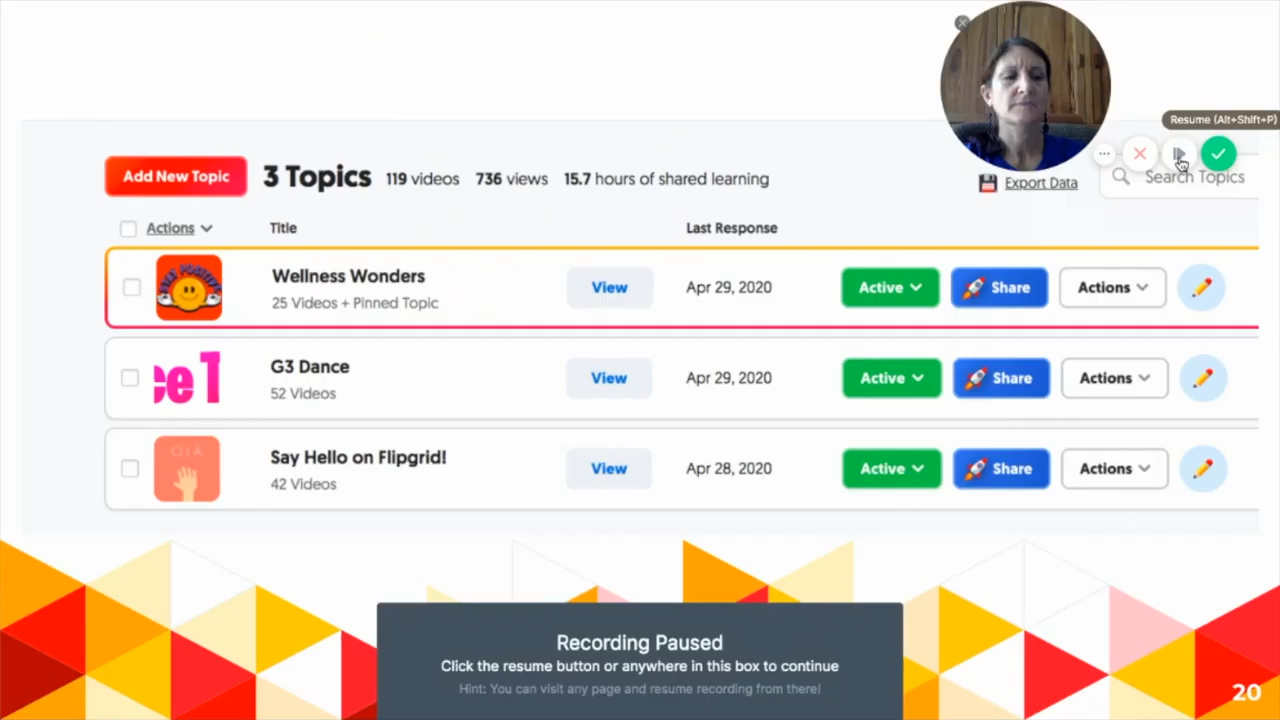 Resume (Alt+Shift+P)
Add New Topic
3 Topics
119 videos 736 views 15.7 hours of shared learning
Export Data
Search Topics
Actions Title Last Response
Wellness Wonders
25 Videos + Pinned Topic
View Apr 29, 2020 Active Share Actions
G3 Dance
52 Videos
View Apr 29, 2020 Active Share Actions
Say Hello on Flipgrid!
42 Videos
View Apr 28, 2020 Active Share Actions
Recording Paused
Click the resume button or anywhere in this box to continue
Hint: You can visit any page and resume recording from there!
20